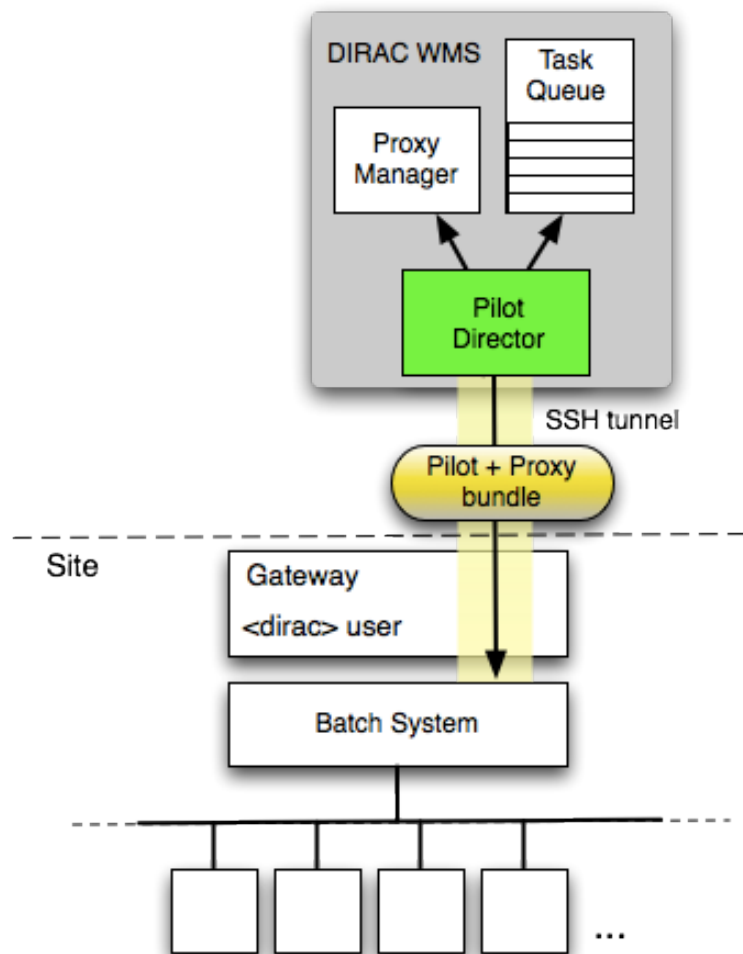 DIRAC WMS
Task
Queue
Proxy
Manager
Pilot
Director
SSH tunnel
Pilot + Proxy
bundle
Site
Gateway
<dirac> user
Batch System
...